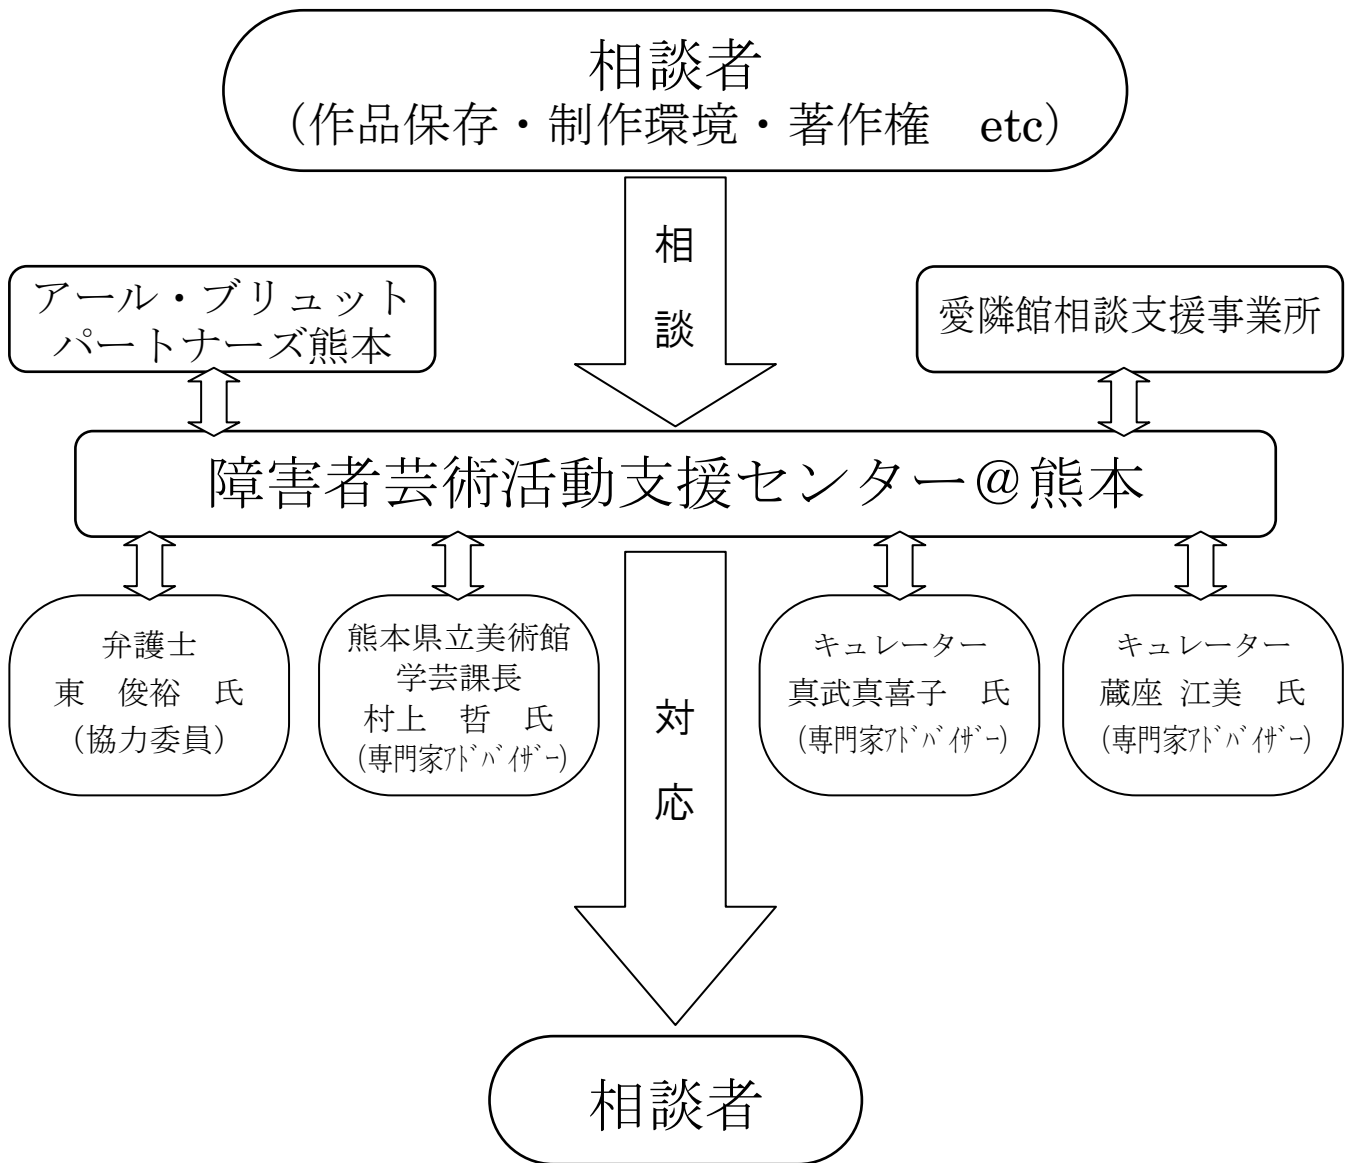 相談者
（作品保存・制作環境・著作権　etc）
相
談
アール・ブリュット
パートナーズ熊本
愛隣館相談支援事業所
障害者芸術活動支援センター＠熊本
弁護士
東　俊裕　氏
（協力委員）
熊本県立美術館
学芸課長
村上　哲　氏
（専門家ｱﾄﾞﾊﾞｲｻﾞｰ）
キュレーター
真武真喜子　氏
（専門家ｱﾄﾞﾊﾞｲｻﾞｰ）
キュレーター
蔵座 江美　氏
（専門家ｱﾄﾞﾊﾞｲｻﾞｰ）
対
応
相談者